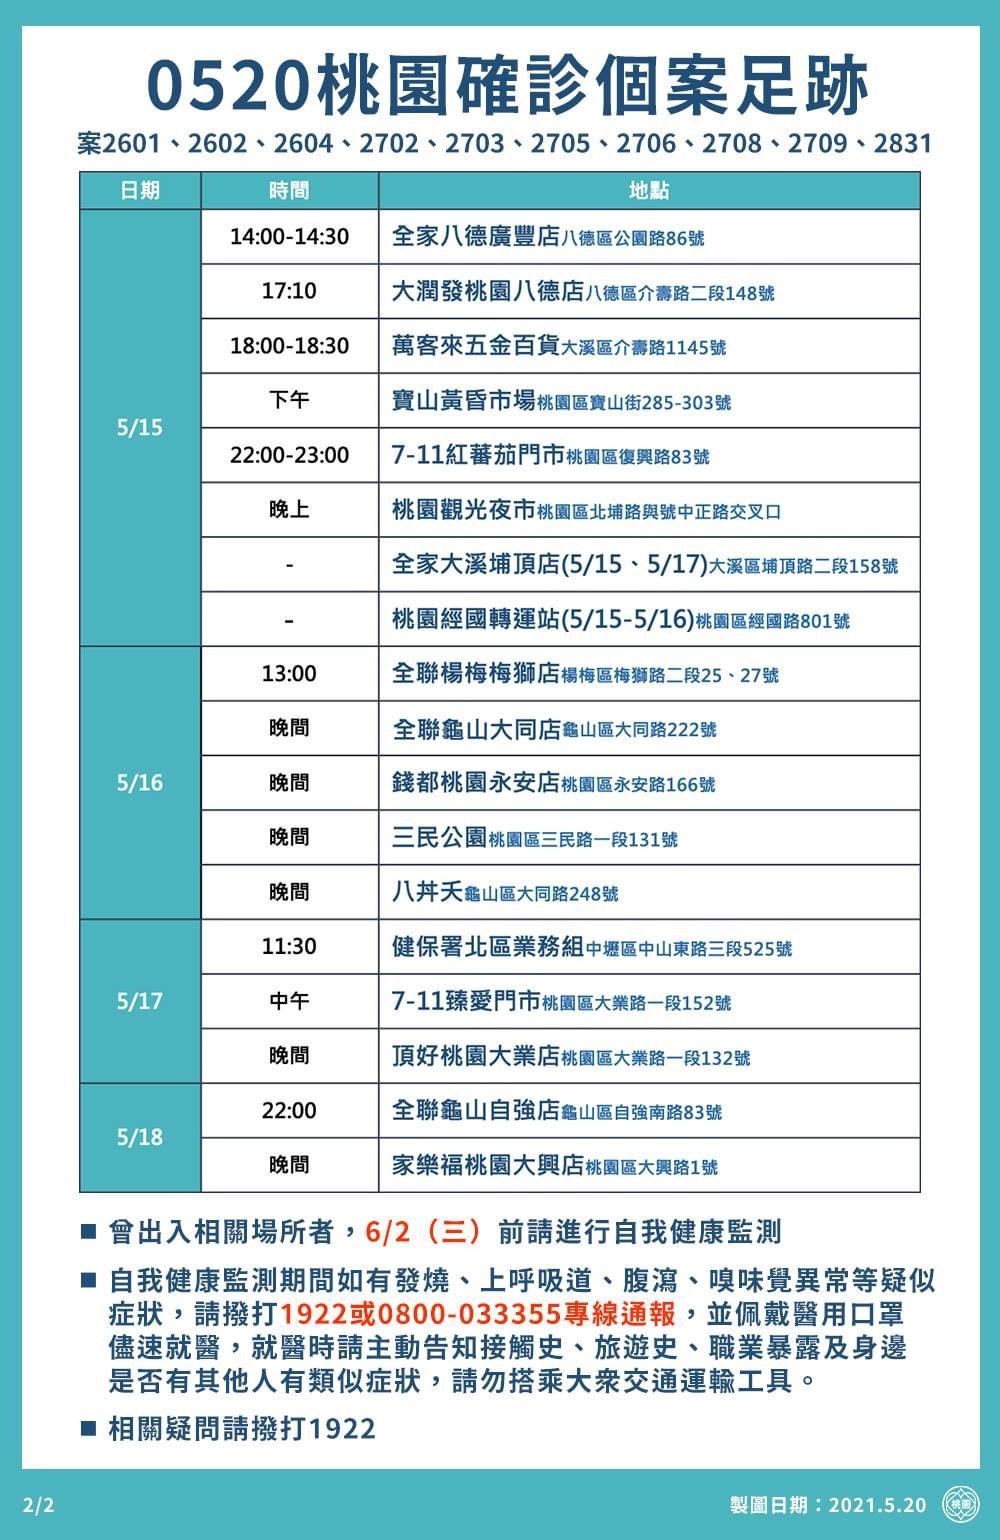 0520桃園確診個案足跡
案2601、2602、2604、2702、2703、2705、2706、2708、2709、2831
日期 時間 地點
5/15
14:00-14:30 全家八德廣豐店八德區公園路86號
17:10 大潤發桃園八德店八德區介壽路二段148號
18:00-18:30 萬客來五金百貨大溪區介壽路1145號
下午 寶山黃昏市場桃園區寶山街285-303號
22:00-23:00 7-11紅蕃茄門市桃園區復興路83號
晚上 桃園觀光夜市桃園區北埔路與號中正路交叉口
- 全家大溪埔頂店(5/15、5/17)大溪區埔頂路二段158號
- 桃園經國轉運站(5/15-5/16)桃園區經國路801號
5/16
13:00 全聯楊梅梅獅店楊梅區梅獅路二段25、27號
晚間 全聯龜山大同店龜山區大同路222號
晚間 錢都桃園永安店桃園區永安路166號
晚間 三民公園桃園區三民路一段131號
晚間 八丼夭龜山區大同路248號
5/17
11:30 健保署北區業務組中壢區中山東路三段525號
中午 7-11臻愛門市桃園區大業路一段152號
晚間 頂好桃園大業店桃園區大業路一段132號
5/18
22:00 全聯龜山自強店龜山區自強南路83號
晚間 家樂福桃園大興店桃園區大興路1號
■ 曾出入相關場所者，6/2（三）前請進行自我健康監測
■ 自我健康監測期間如有發燒、上呼吸道、腹瀉、嗅味覺異常等疑似
症狀，請撥打1922或0800-033355專線通報，並佩戴醫用口罩
儘速就醫，就醫時請主動告知接觸史、旅遊史、職業暴露及身邊
是否有其他人有類似症狀，請勿搭乘大眾交通運輸工具。
■ 相關疑問請撥打1922
2/2
製圖日期：2021.5.20
桃園